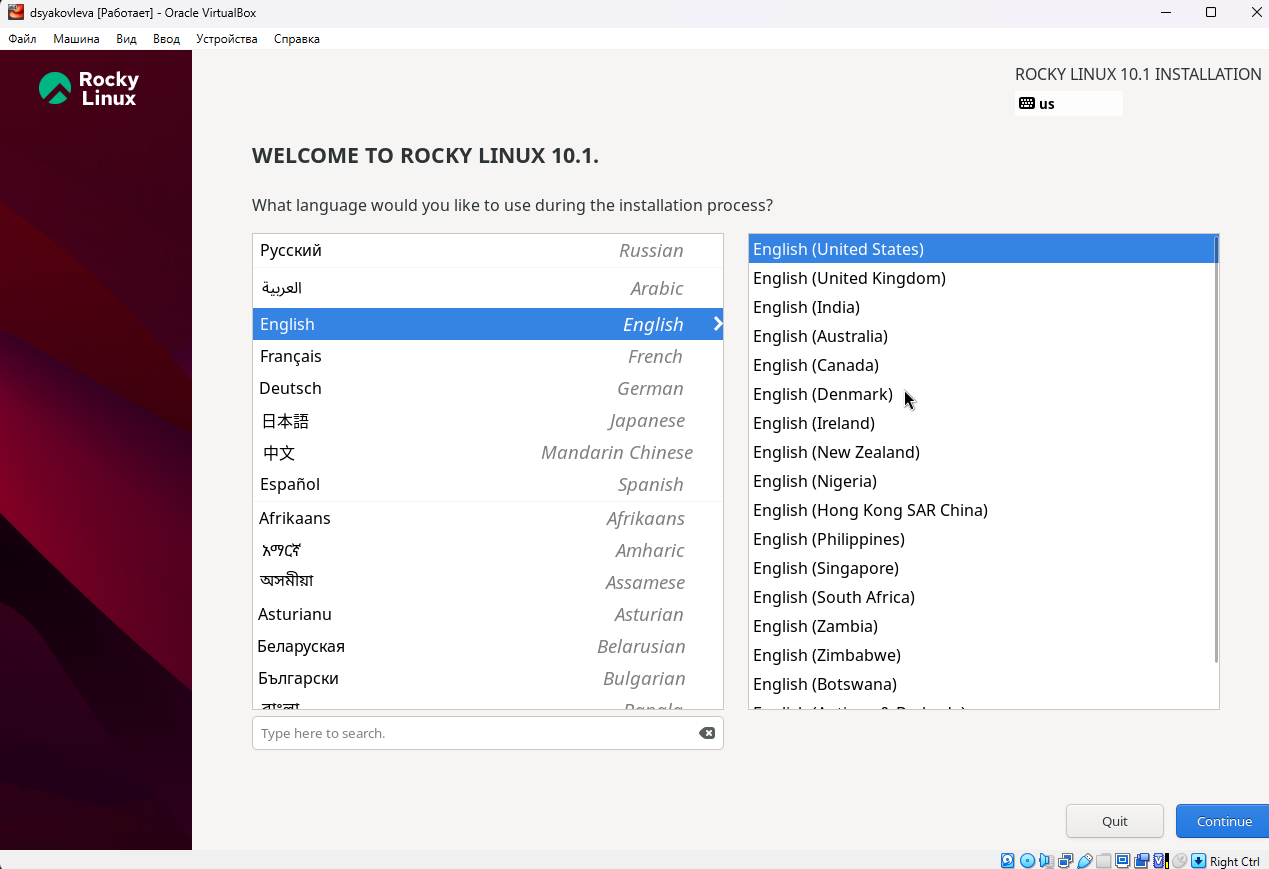 dsyakovleva [Работает] - Oracle VirtualBox
Файл Машина Вид Ввод Устройства Справка
Rocky
Linux
ROCKY LINUX 10.1 INSTALLATION
us
WELCOME TO ROCKY LINUX 10.1.
What language would you like to use during the installation process?
Русский Russian
العربية Arabic
English English
Français French
Deutsch German
日本語 Japanese
中文 Mandarin Chinese
Español Spanish
Afrikaans Afrikaans
አማርኛ Amharic
অসমীয়া Assamese
Asturianu Asturian
Беларуская Belarusian
Български Bulgarian
বাংলা Bangla
Type here to search.
English (United States)
English (United Kingdom)
English (India)
English (Australia)
English (Canada)
English (Denmark)
English (Ireland)
English (New Zealand)
English (Nigeria)
English (Hong Kong SAR China)
English (Philippines)
English (Singapore)
English (South Africa)
English (Zambia)
English (Zimbabwe)
English (Botswana)
Quit
Continue
Right Ctrl